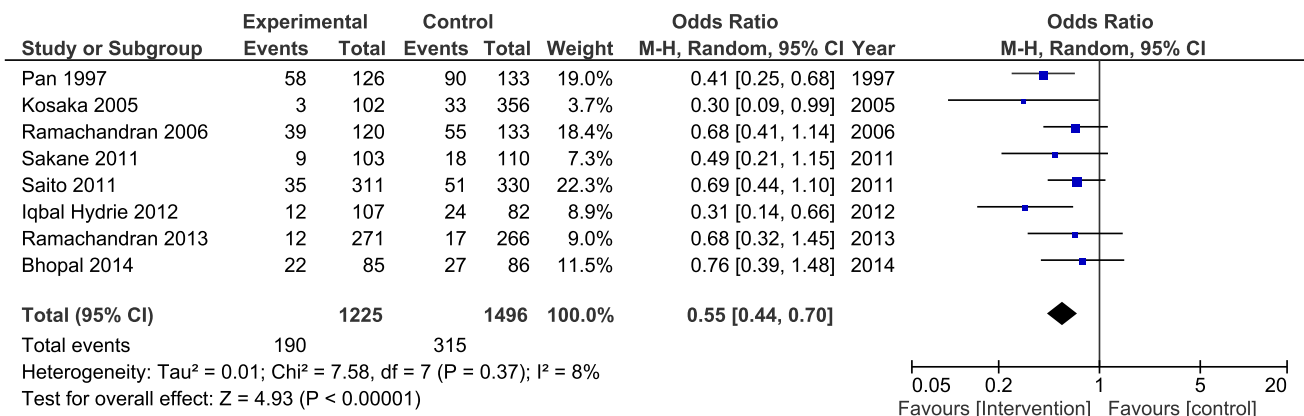 Experimental Control Odds Ratio Odds Ratio
Study or Subgroup Events Total Events Total Weight M-H, Random, 95% CI Year M-H, Random, 95% CI
Pan 1997 58 126 90 133 19.0% 0.41 [0.25, 0.68] 1997
Kosaka 2005 3 102 33 356 3.7% 0.30 [0.09, 0.99] 2005
Ramachandran 2006 39 120 55 133 18.4% 0.68 [0.41, 1.14] 2006
Sakane 2011 9 103 18 110 7.3% 0.49 [0.21, 1.15] 2011
Saito 2011 35 311 51 330 22.3% 0.69 [0.44, 1.10] 2011
Iqbal Hydrie 2012 12 107 24 82 8.9% 0.31 [0.14, 0.66] 2012
Ramachandran 2013 12 271 17 266 9.0% 0.68 [0.32, 1.45] 2013
Bhopal 2014 22 85 27 86 11.5% 0.76 [0.39, 1.48] 2014
Total (95% CI) 1225 1496 100.0% 0.55 [0.44, 0.70]
Total events 190 315
Heterogeneity: Tau² = 0.01; Chi² = 7.58, df = 7 (P = 0.37); I² = 8%
Test for overall effect: Z = 4.93 (P < 0.00001)
0.05 0.2 1 5 20
Favours [Intervention] Favours [control]